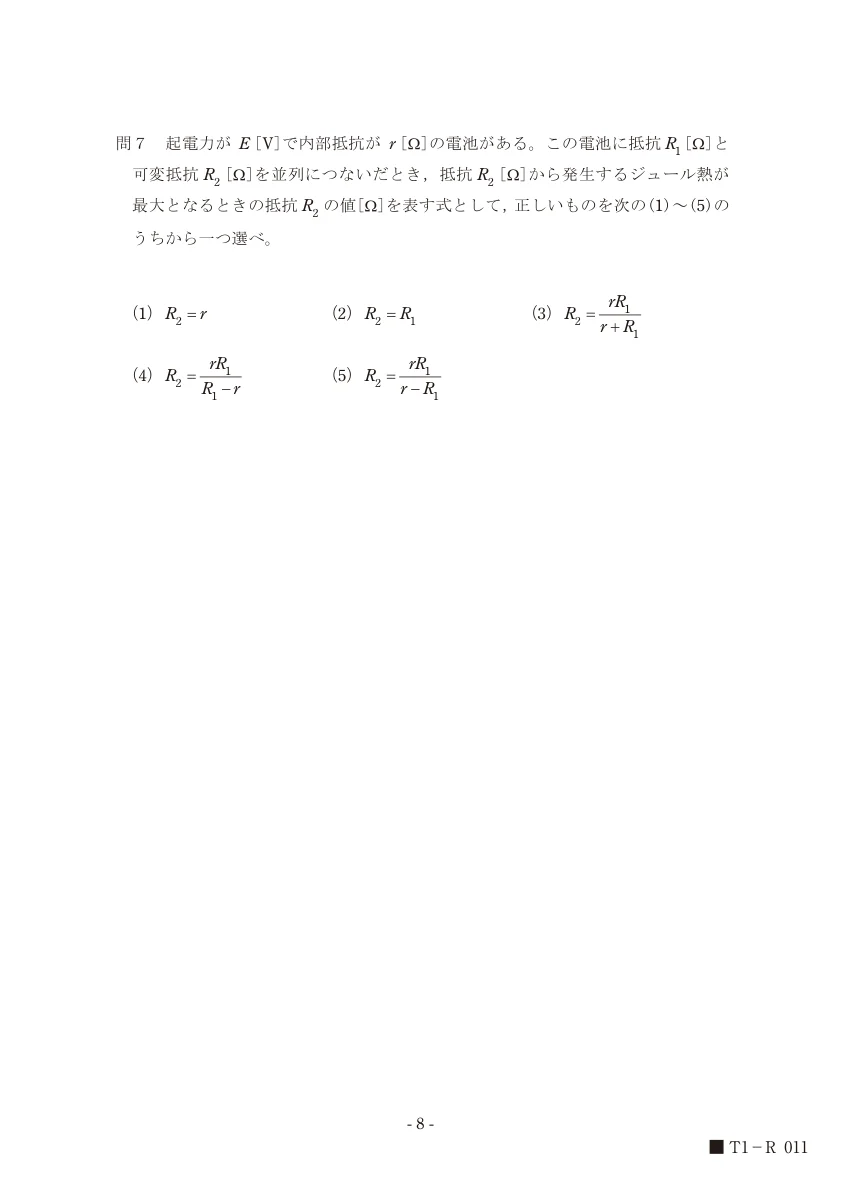 問７ 起電力が E［V］で内部抵抗が r［Ω］の電池がある。この電池に抵抗 R₁［Ω］と
可変抵抗 R₂［Ω］を並列につないだとき，抵抗 R₂［Ω］から発生するジュール熱が
最大となるときの抵抗 R₂ の値［Ω］を表す式として，正しいものを次の(1)～(5)の
うちから一つ選べ。
(1) R₂ = r (2) R₂ = R₁ (3) R₂ = rR₁/(r + R₁)
(4) R₂ = rR₁/(R₁ − r) (5) R₂ = rR₁/(r − R₁)
- 8 -
■ T1－R 011